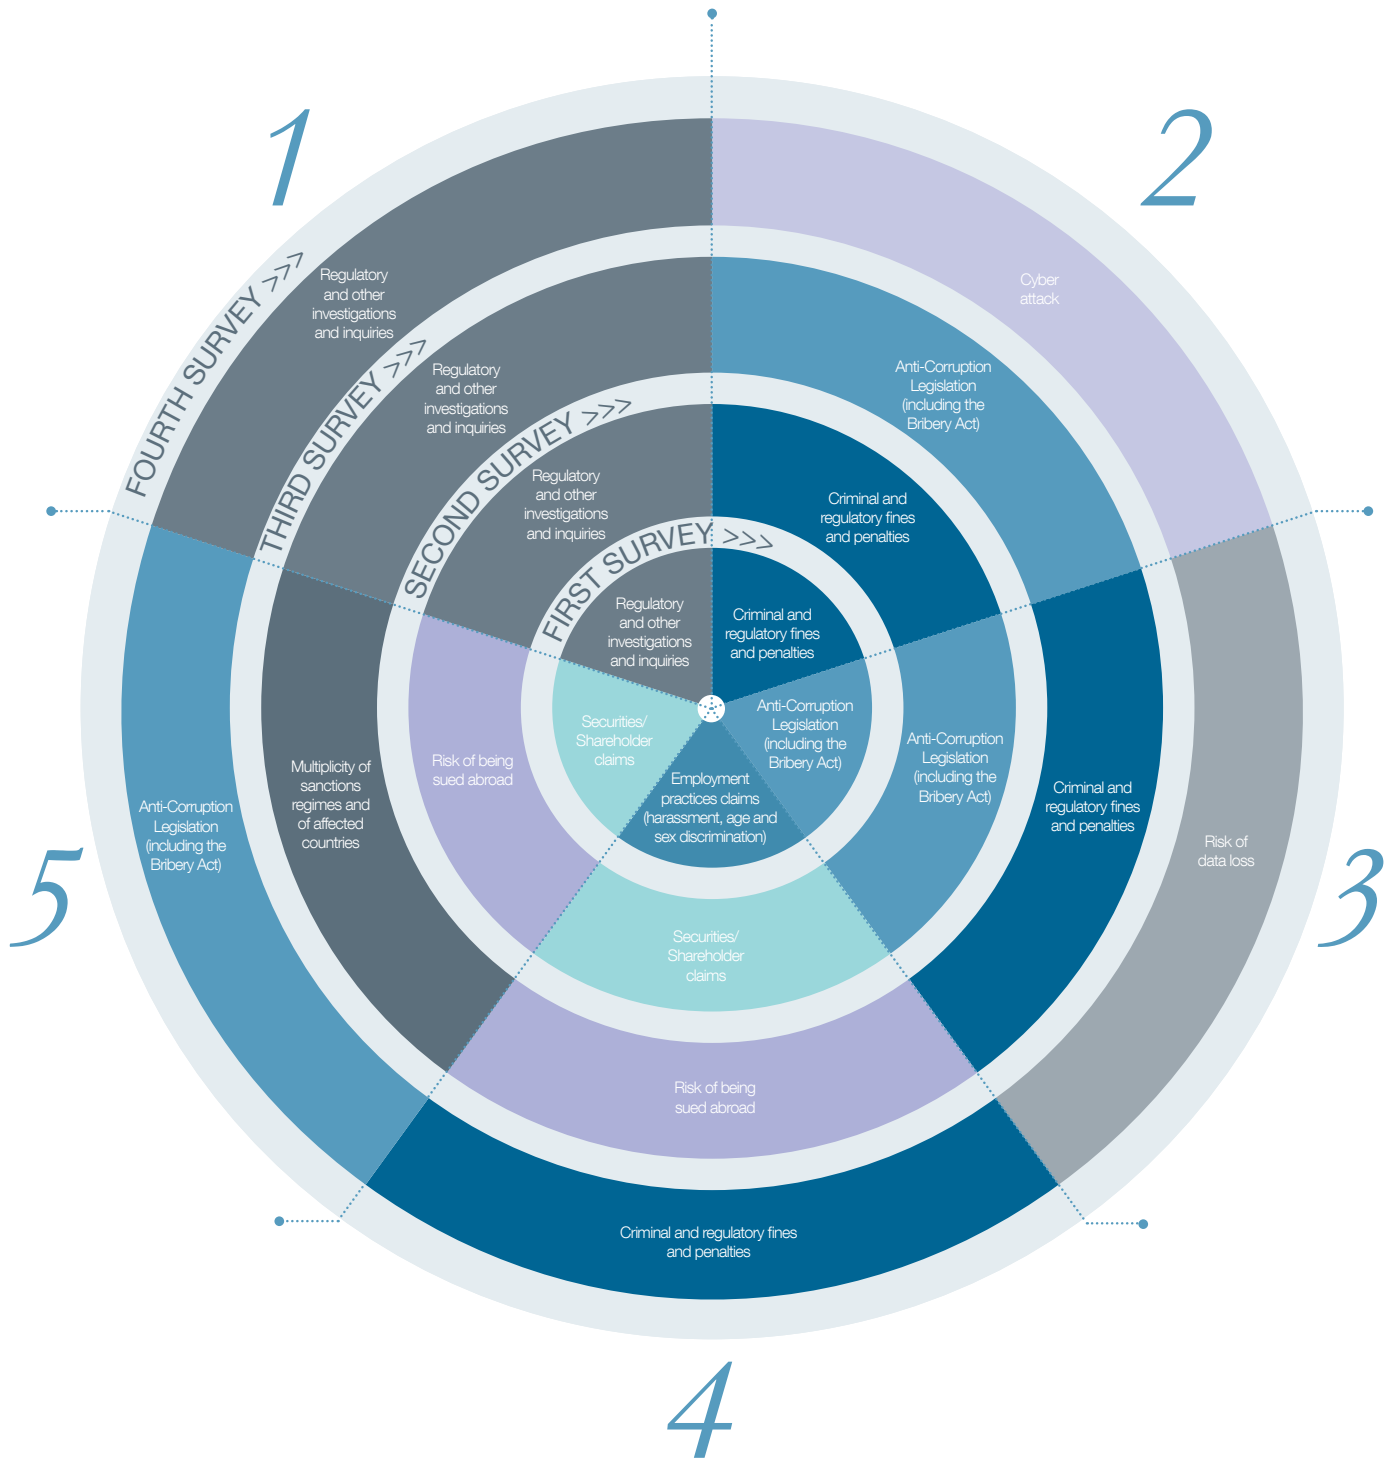 1
2
FOURTH SURVEY >>>
Regulatory
and other
investigations
and inquiries
Cyber
attack
THIRD SURVEY >>>
Regulatory
and other
investigations
and inquiries
Anti-Corruption
Legislation
(including the
Bribery Act)
SECOND SURVEY >>>
Regulatory
and other
investigations
and inquiries
Criminal and
regulatory fines
and penalties
FIRST SURVEY >>>
Regulatory
and other
investigations
and inquiries
Criminal and
regulatory fines
and penalties
Securities/
Shareholder
claims
Anti-Corruption
Legislation
(including the
Bribery Act)
Employment
practices claims
(harassment, age and
sex discrimination)
Risk of being
sued abroad
Anti-Corruption
Legislation
(including the
Bribery Act)
Multiplicity of
sanctions
regimes and
of affected
countries
Criminal and
regulatory fines
and penalties
Anti-Corruption
Legislation
(including the
Bribery Act)
Risk of
data loss
5
3
Securities/
Shareholder
claims
Risk of being
sued abroad
Criminal and regulatory fines
and penalties
4